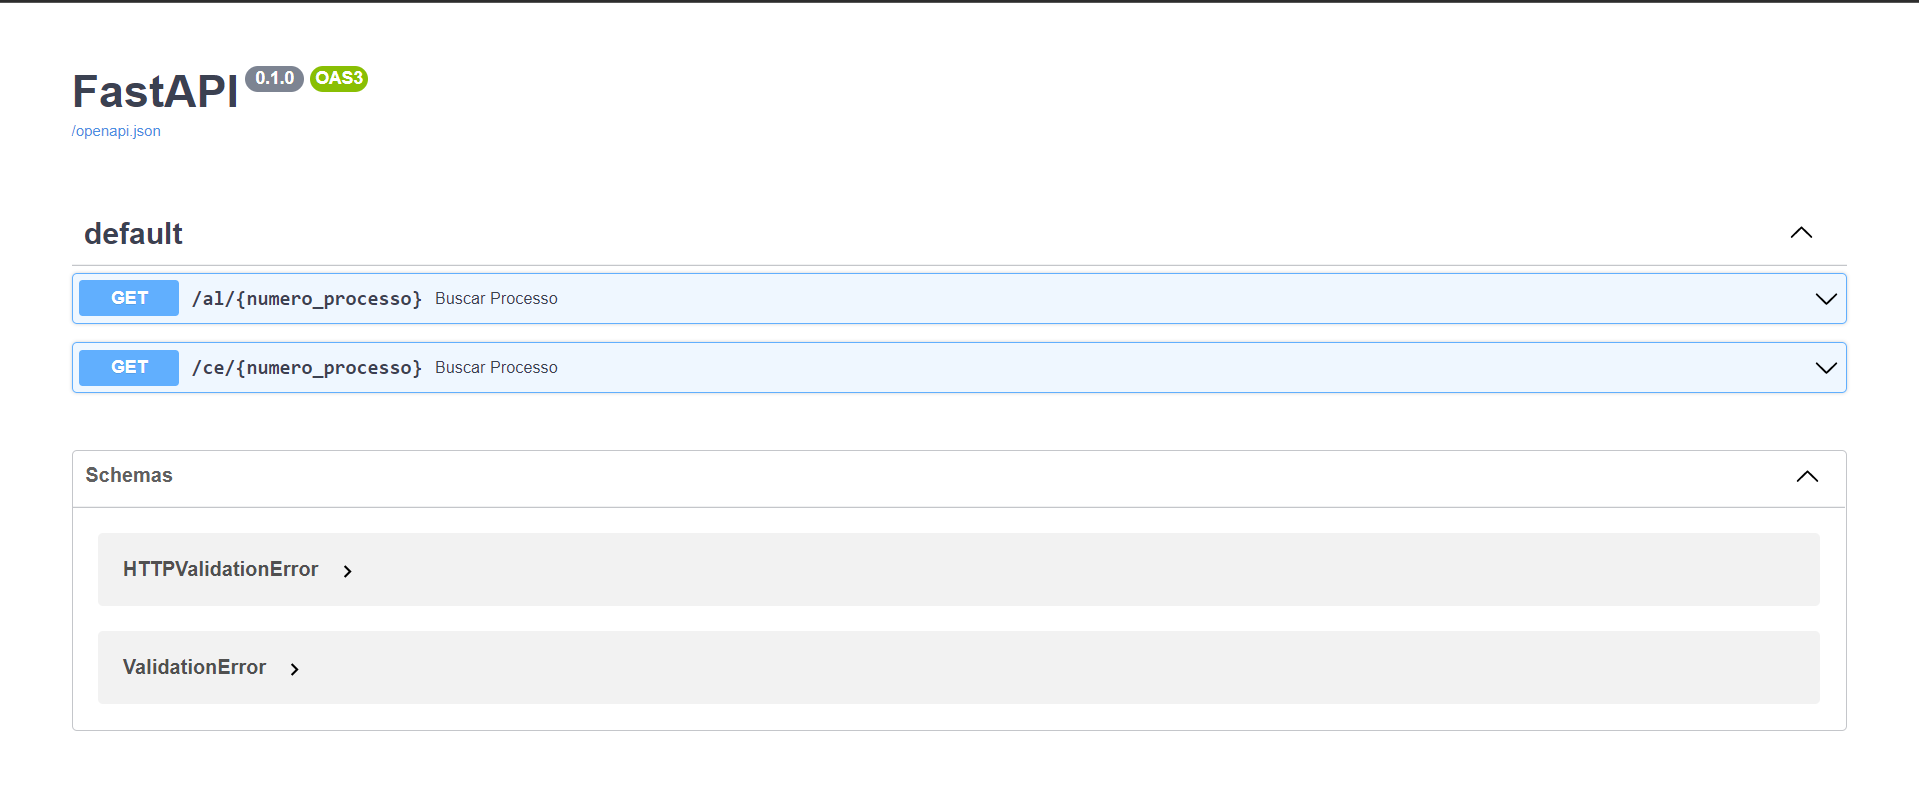 FastAPI 0.1.0 OAS3
/openapi.json
default
GET /al/{numero_processo} Buscar Processo
GET /ce/{numero_processo} Buscar Processo
Schemas
HTTPValidationError
ValidationError